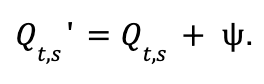 Q_{t,s}' = Q_{t,s} + ψ.